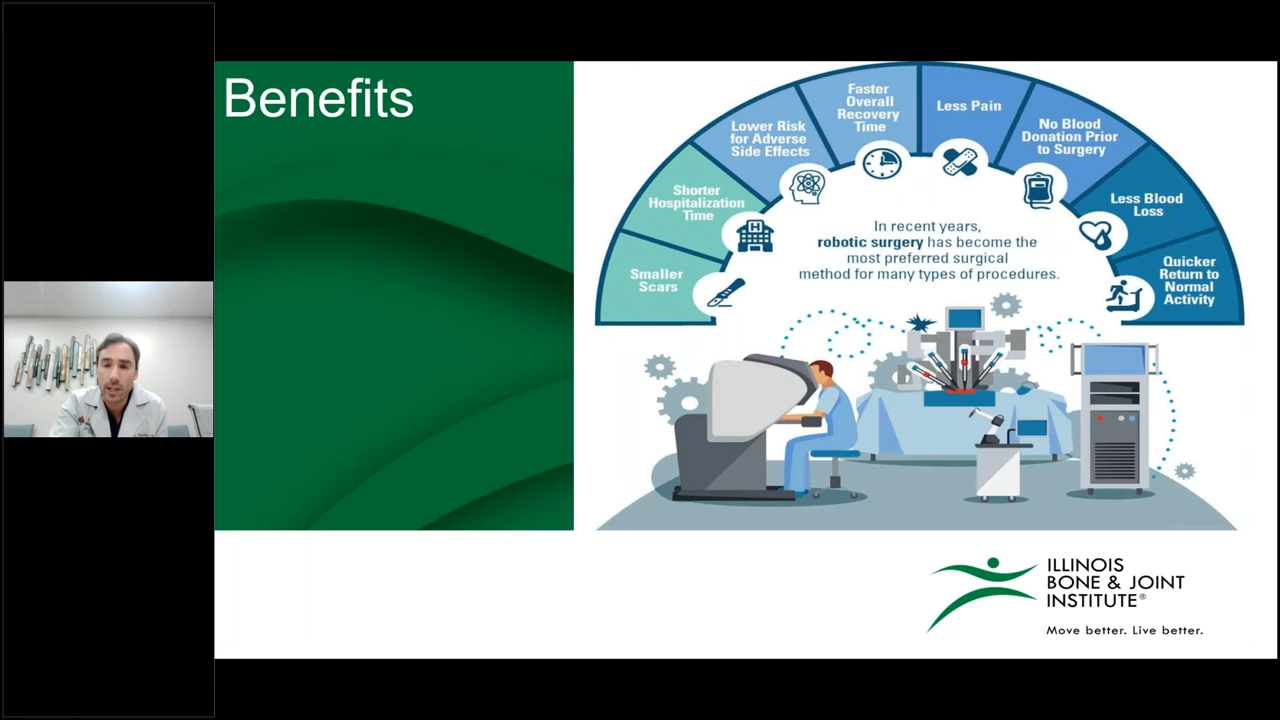 Benefits
Smaller
Scars
Shorter
Hospitalization
Time
Lower Risk
for Adverse
Side Effects
Faster
Overall
Recovery
Time
Less Pain
No Blood
Donation Prior
to Surgery
Less Blood
Loss
Quicker
Return to
Normal
Activity
H
In recent years,
robotic surgery has become the
most preferred surgical
method for many types of procedures.
ILLINOIS
BONE & JOINT
INSTITUTE®
Move better. Live better.